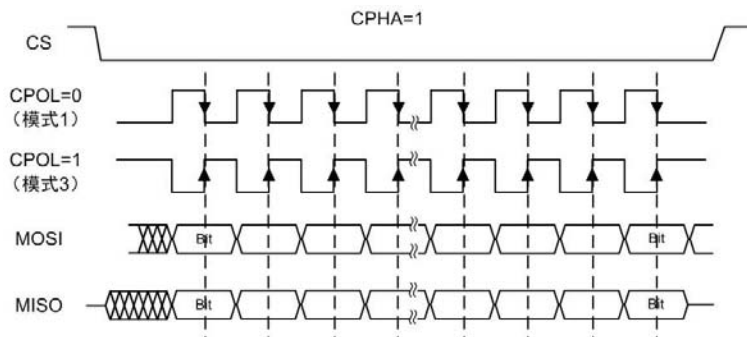 CPHA=1
CS
CPOL=0
（模式1）
CPOL=1
（模式3）
MOSI
Bit
Bit
MISO
Bit
Bit